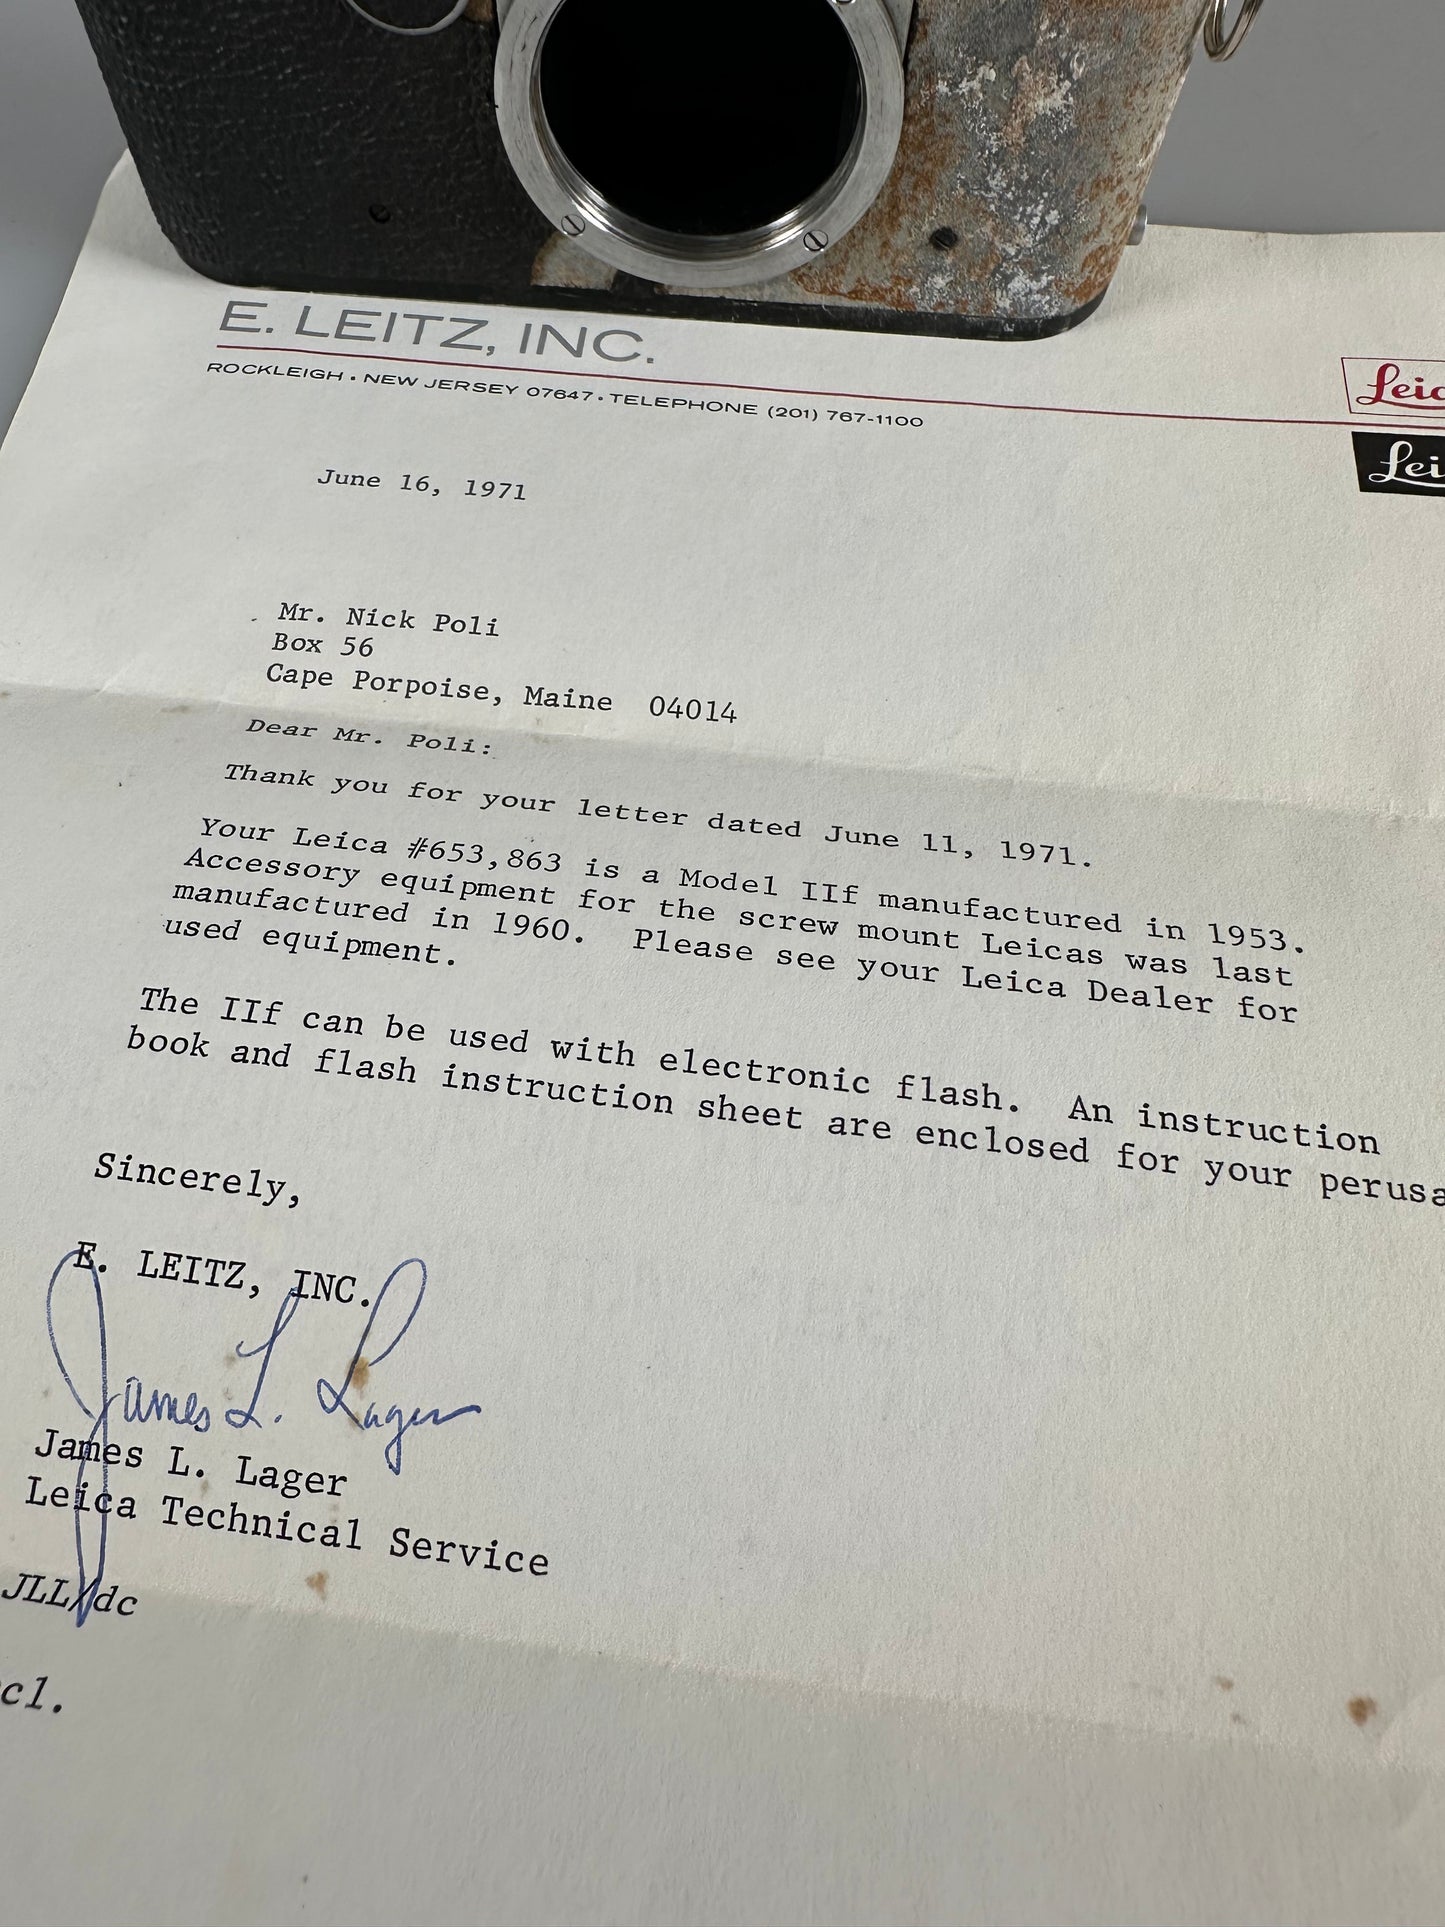 E. LEITZ, INC.
ROCKLEIGH • NEW JERSEY 07647 • TELEPHONE (201) 767-1100
Leic
Lei
June 16, 1971
Mr. Nick Poli
Box 56
Cape Porpoise, Maine 04014
Dear Mr. Poli:
Thank you for your letter dated June 11, 1971.
Your Leica #653,863 is a Model IIf manufactured in 1953.
Accessory equipment for the screw mount Leicas was last
manufactured in 1960. Please see your Leica Dealer for
used equipment.
The IIf can be used with electronic flash. An instruction
book and flash instruction sheet are enclosed for your perusa
Sincerely,
E. LEITZ, INC.
James L. Lager
James L. Lager
Leica Technical Service
JLL/dc
cl.